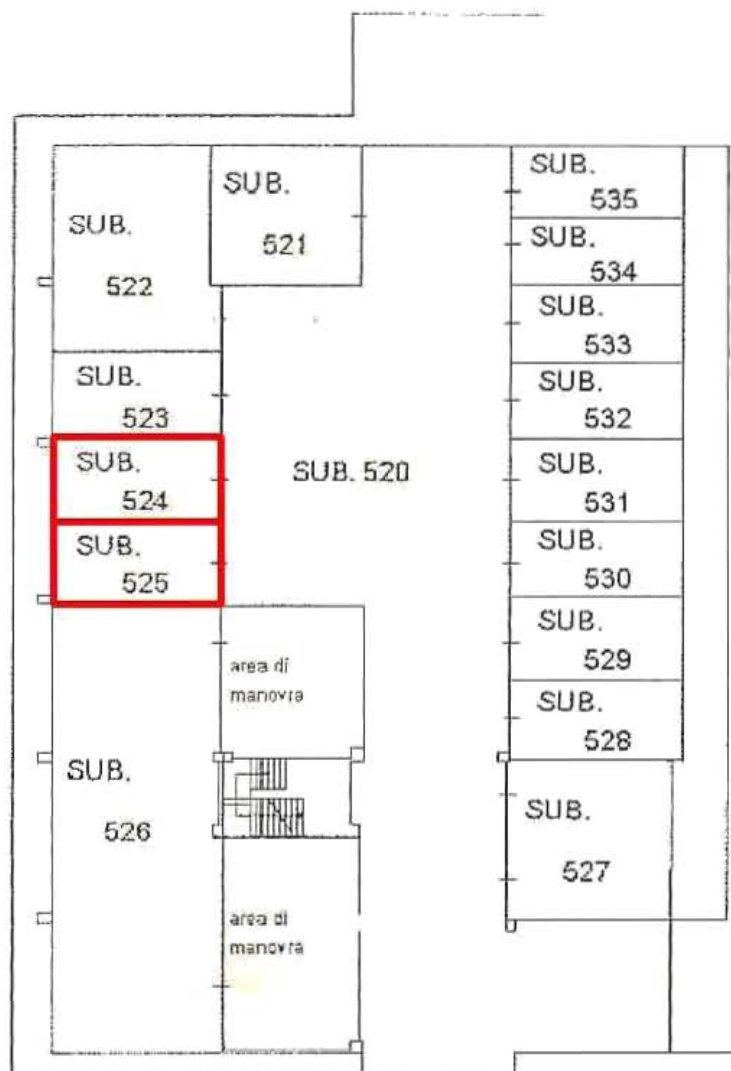 SUB.
535
SUB.
521
SUB.
534
SUB.
522
SUB.
533
SUB.
523
SUB.
532
SUB.
524
SUB. 520
SUB.
531
SUB.
525
SUB.
530
SUB.
529
area di
manovra
SUB.
528
SUB.
526
SUB.
527
area di
manovra